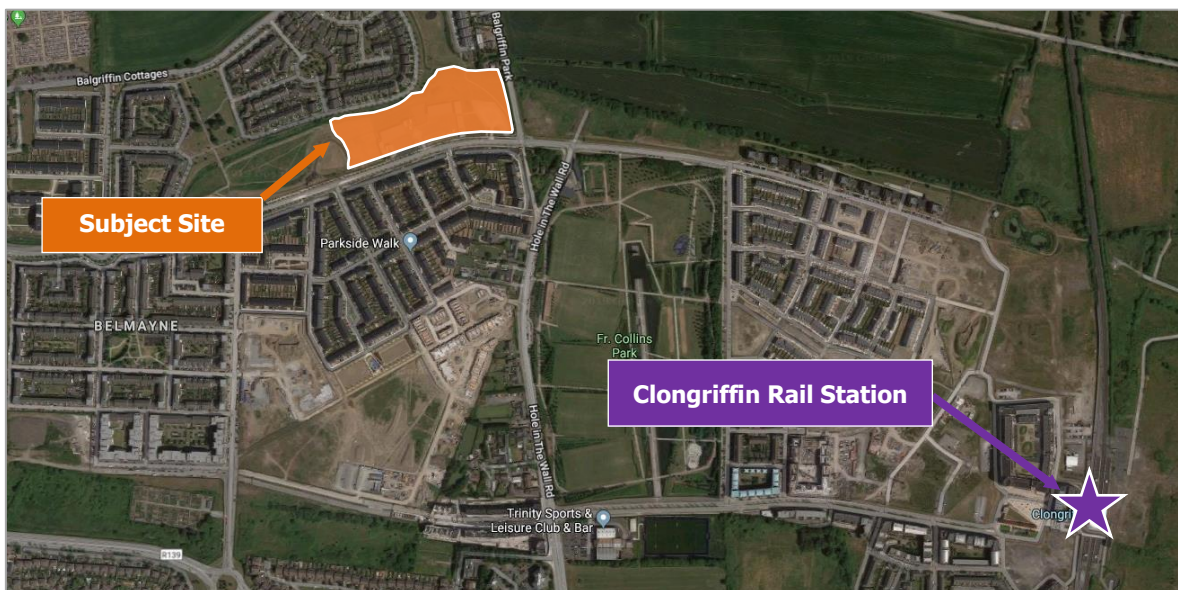 Balgriffin Cottages
Balgriffin Park
Subject Site
Hole in The Wall Rd
Parkside Walk
BELMAYNE
Fr. Collins
Park
Clongriffin Rail Station
Hole in The Wall Rd
Trinity Sports &
Leisure Club & Bar
Clongri
R139